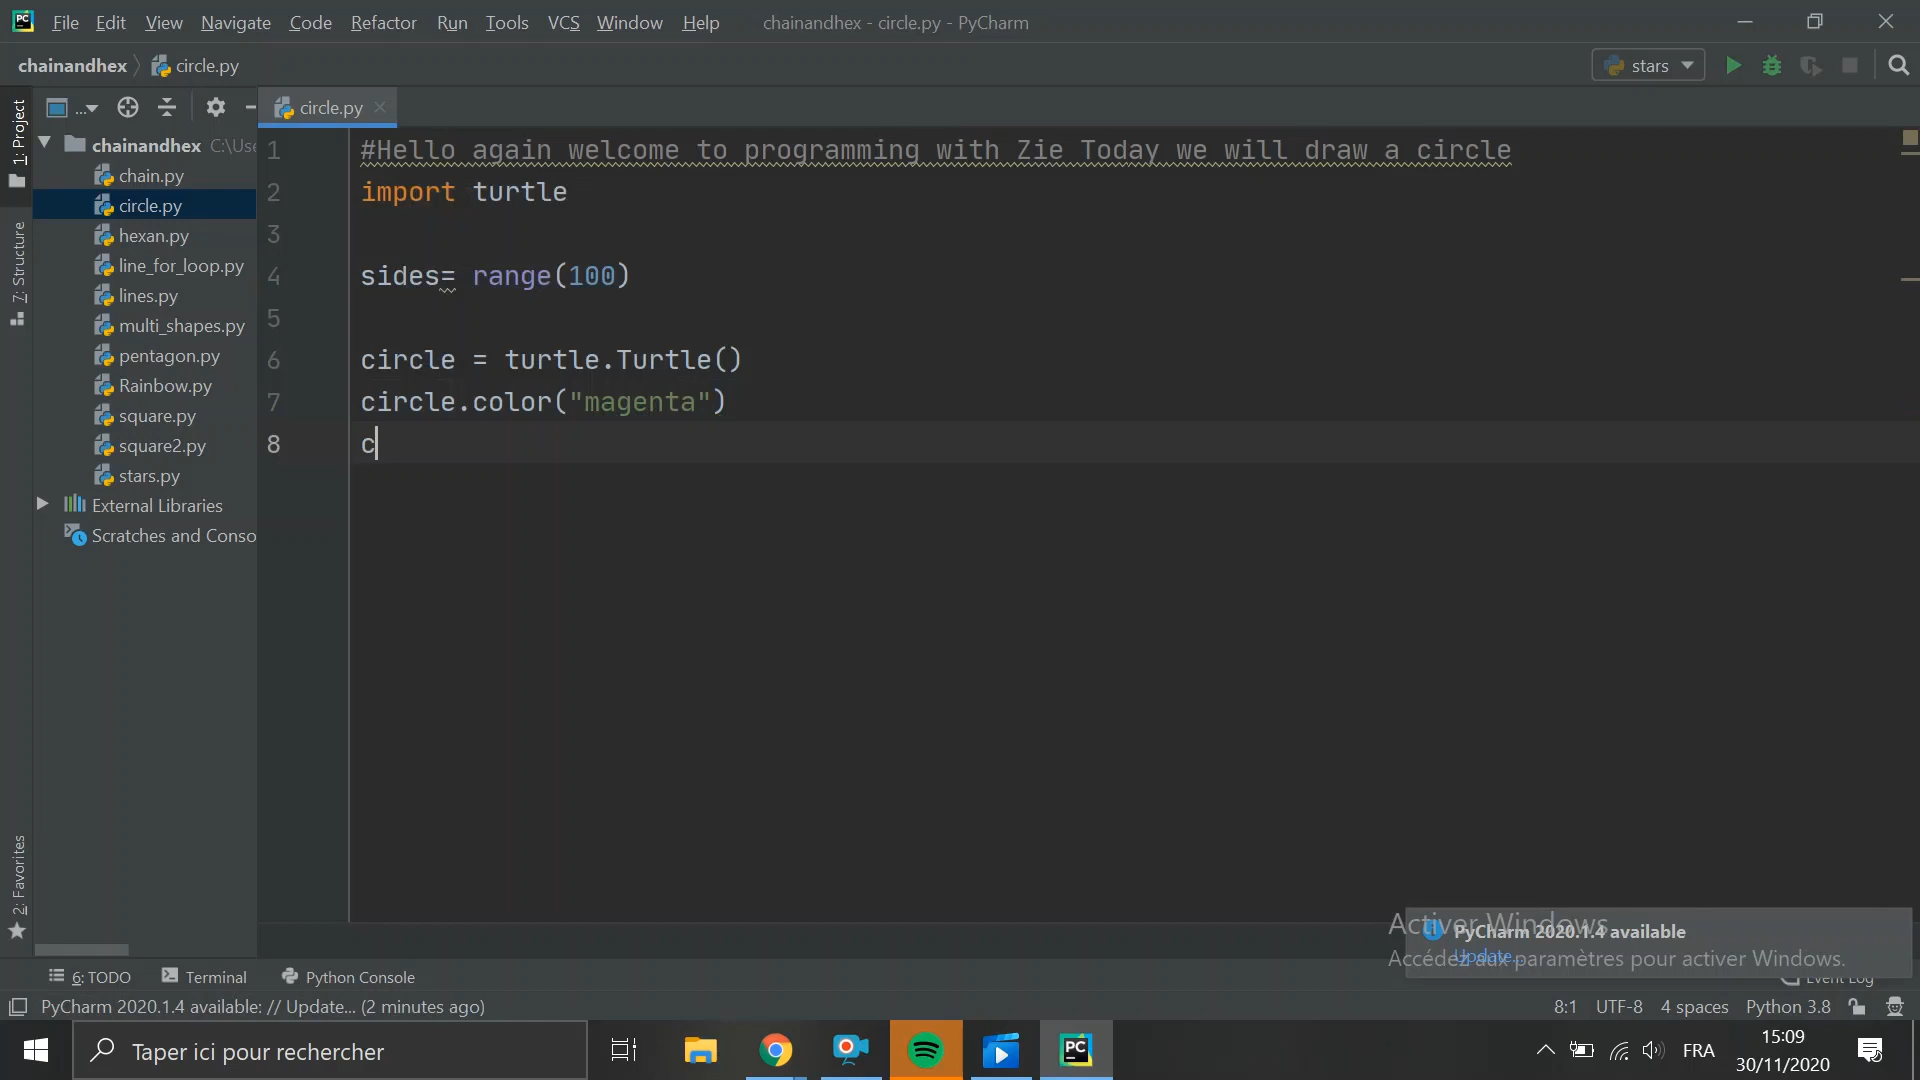 File Edit View Navigate Code Refactor Run Tools VCS Window Help chainandhex - circle.py - PyCharm
chainandhex circle.py stars
1: Project
7: Structure
2: Favorites
...
chainandhex C:\Use
chain.py
circle.py
hexan.py
line_for_loop.py
lines.py
multi_shapes.py
pentagon.py
Rainbow.py
square.py
square2.py
stars.py
External Libraries
Scratches and Conso
circle.py
1 #Hello again welcome to programming with Zie Today we will draw a circle
2 import turtle
3
4 sides= range(100)
5
6 circle = turtle.Turtle()
7 circle.color("magenta")
8 c
Activer Windows
Accédez aux paramètres pour activer Windows.
PyCharm 2020.1.4 available
Update...
6: TODO Terminal Python Console Event Log
PyCharm 2020.1.4 available: // Update... (2 minutes ago) 8:1 UTF-8 4 spaces Python 3.8
Taper ici pour rechercher PC FRA 15:09
30/11/2020